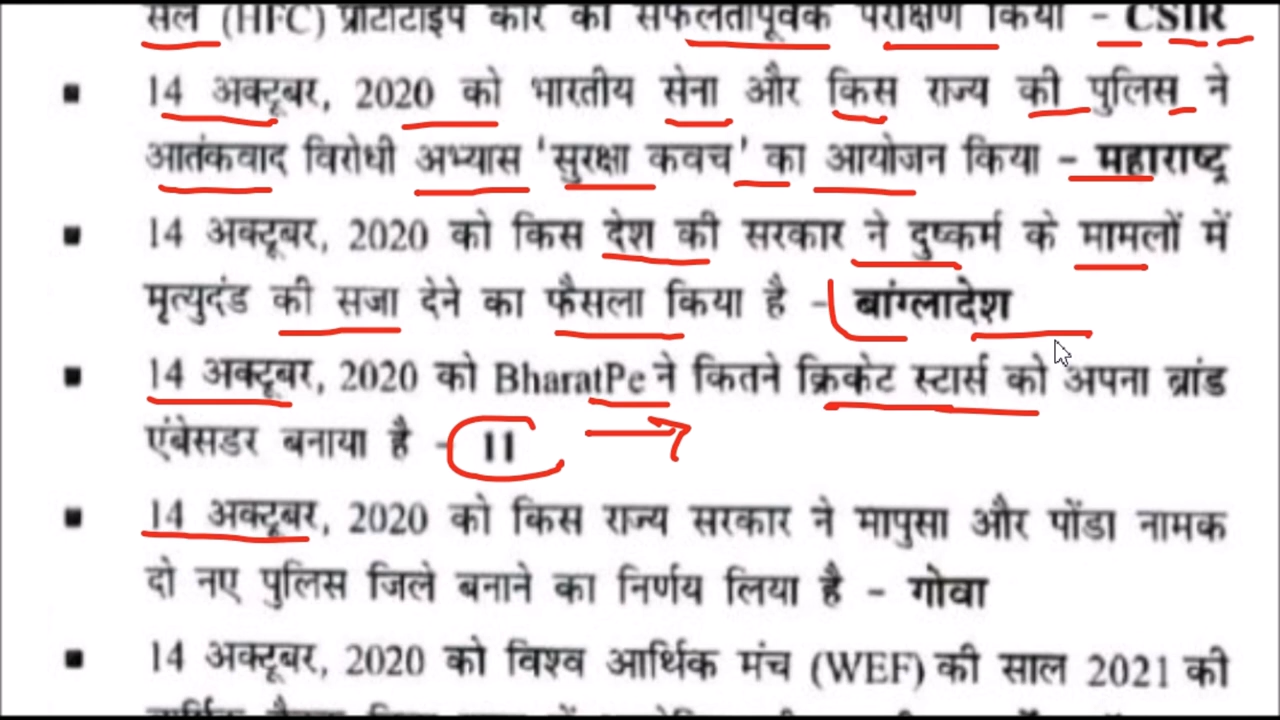 सेल (HFC) प्रोटोटाइप कार का सफलतापूर्वक परीक्षण किया - CSIR
▪ 14 अक्टूबर, 2020 को भारतीय सेना और किस राज्य की पुलिस ने
आतंकवाद विरोधी अभ्यास 'सुरक्षा कवच' का आयोजन किया - महाराष्ट्र
▪ 14 अक्टूबर, 2020 को किस देश की सरकार ने दुष्कर्म के मामलों में
मृत्युदंड की सजा देने का फैसला किया है - बांग्लादेश
▪ 14 अक्टूबर, 2020 को BharatPe ने कितने क्रिकेट स्टार्स को अपना ब्रांड
एंबेसडर बनाया है - 11
▪ 14 अक्टूबर, 2020 को किस राज्य सरकार ने मापुसा और पोंडा नामक
दो नए पुलिस जिले बनाने का निर्णय लिया है - गोवा
▪ 14 अक्टूबर, 2020 को विश्व आर्थिक मंच (WEF) की साल 2021 की